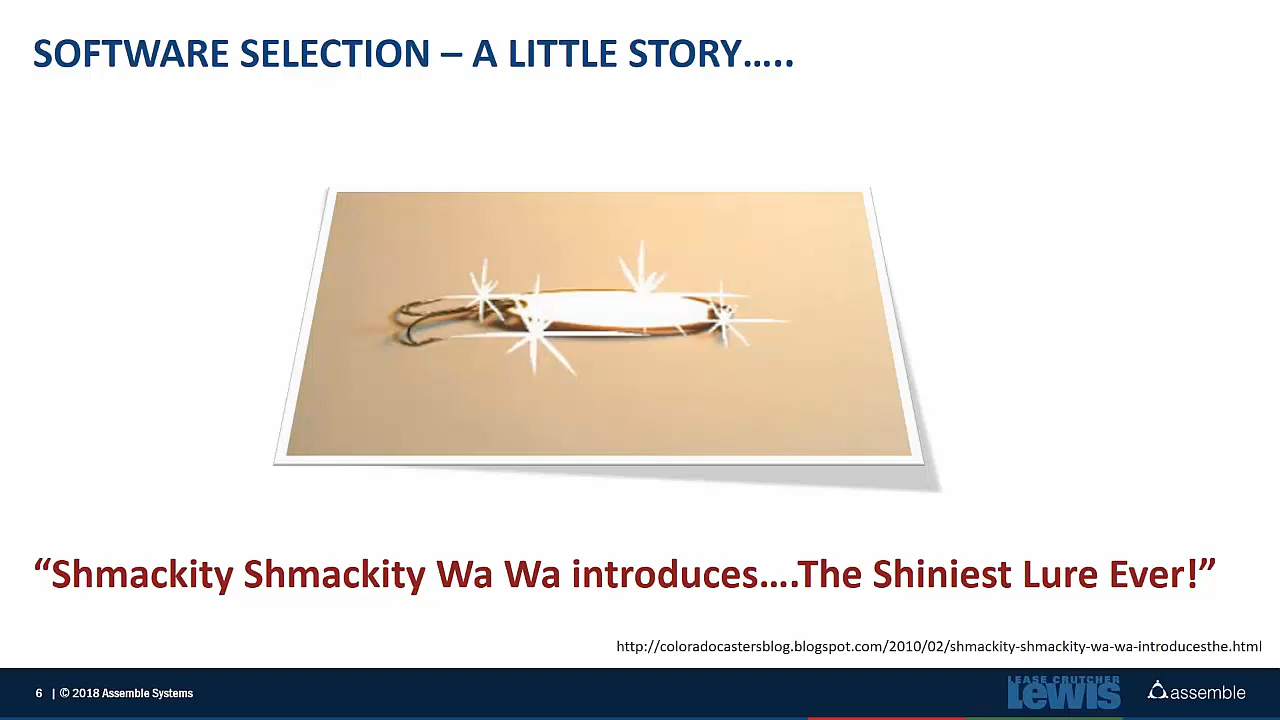 SOFTWARE SELECTION – A LITTLE STORY…..
“Shmackity Shmackity Wa Wa introduces….The Shiniest Lure Ever!”
http://coloradocastersblog.blogspot.com/2010/02/shmackity-shmackity-wa-wa-introducesthe.html
6 | © 2018 Assemble Systems
LEASE CRUTCHER
Lewis
assemble